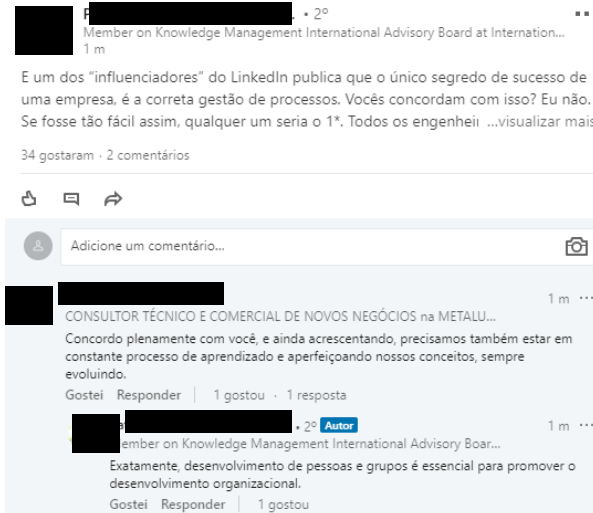 . • 2º
Member on Knowledge Management International Advisory Board at Internation...
1 m
E um dos “influenciadores” do LinkedIn publica que o único segredo de sucesso de
uma empresa, é a correta gestão de processos. Vocês concordam com isso? Eu não.
Se fosse tão fácil assim, qualquer um seria o 1*. Todos os engenheir ...visualizar mais
34 gostaram · 2 comentários
Adicione um comentário...
1 m ...
CONSULTOR TÉCNICO E COMERCIAL DE NOVOS NEGÓCIOS na METALU...
Concordo plenamente com você, e ainda acrescentando, precisamos também estar em
constante processo de aprendizado e aperfeiçoando nossos conceitos, sempre
evoluindo.
Gostei Responder | 1 gostou · 1 resposta
• 2º Autor 1 m ...
ember on Knowledge Management International Advisory Boar...
Exatamente, desenvolvimento de pessoas e grupos é essencial para promover o
desenvolvimento organizacional.
Gostei Responder | 1 gostou